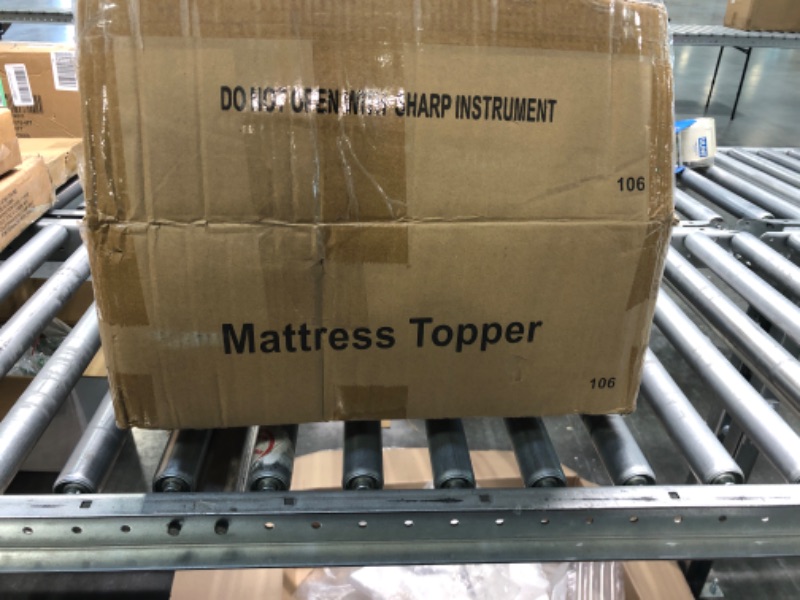 DO NOT OPEN WITH SHARP INSTRUMENT
106
Mattress Topper
106